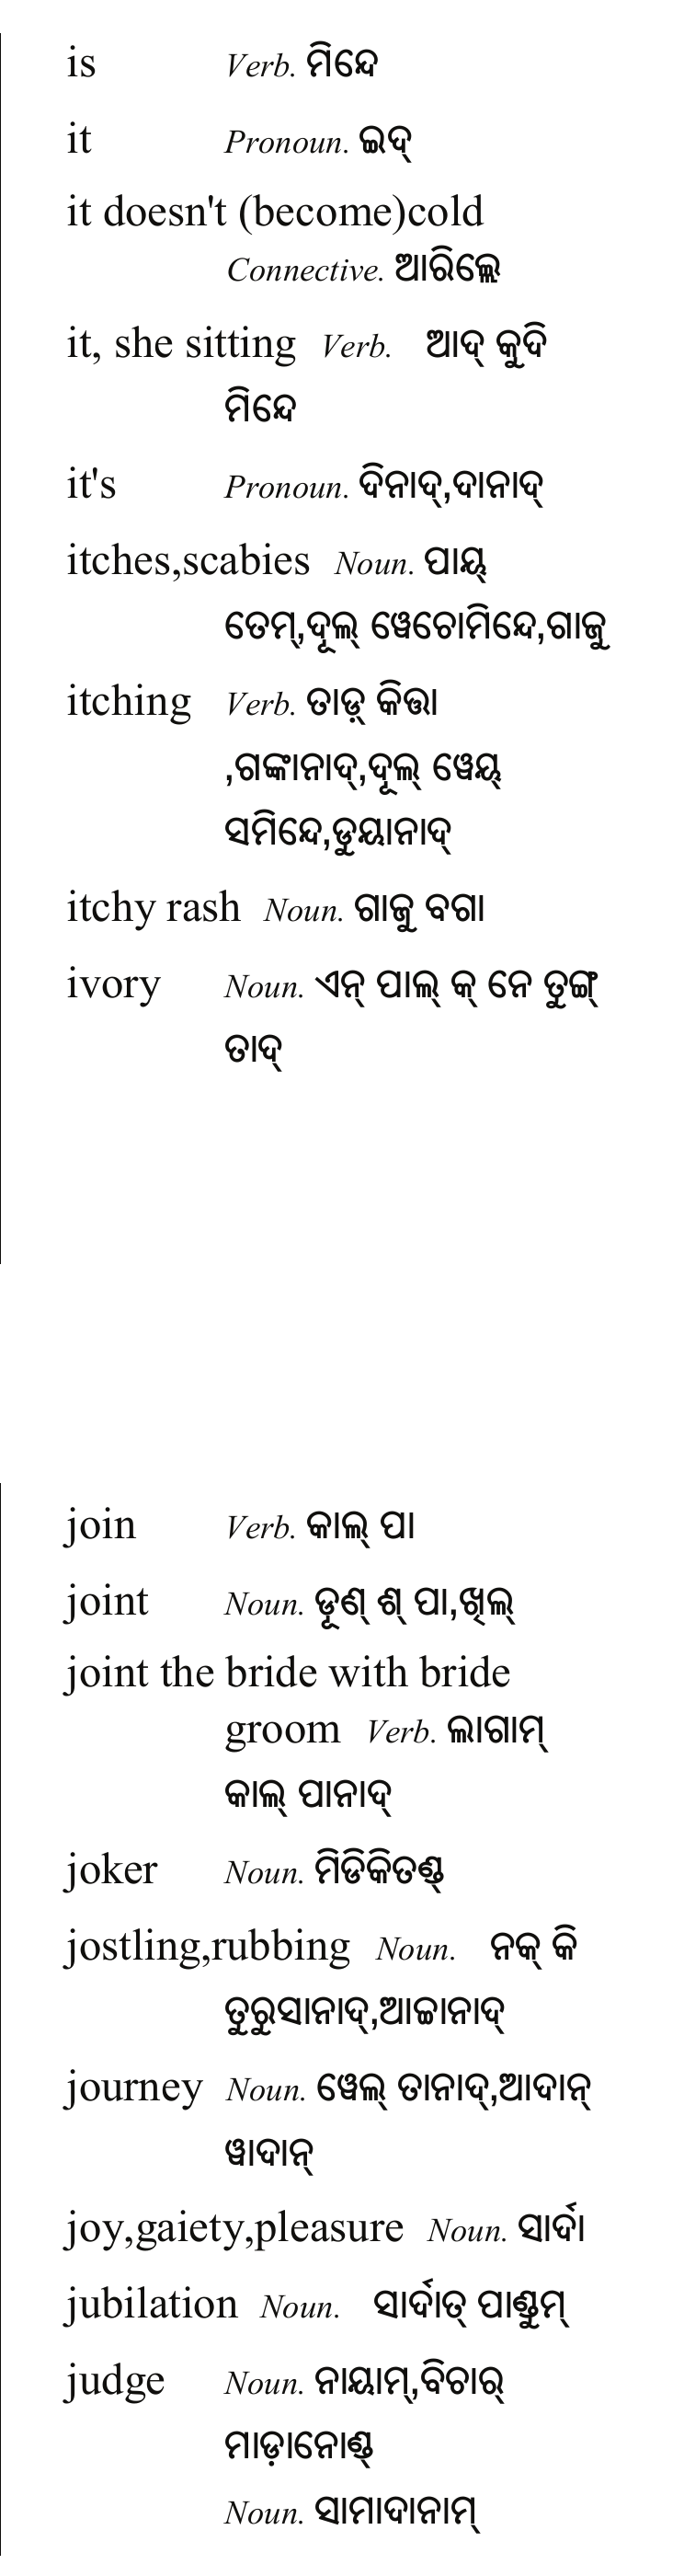 is Verb. ମିନ୍ଦେ
it Pronoun. ଇଦ୍
it doesn't (become)cold
Connective. ଆରିଲ୍ଲେ
it, she sitting Verb. ଆଦ୍ କୁଦି
ମିନ୍ଦେ
it's Pronoun. ଦିନାଦ୍,ଦାନାଦ୍
itches,scabies Noun. ପାୟ୍
ତେମ୍,ଦୂଲ୍ ୱେଚୋମିନ୍ଦେ,ଗାଜୁ
itching Verb. ତାଡ଼୍ କିତ୍ତା
,ଗଙ୍କାନାଦ୍,ଦୂଲ୍ ୱେୟ୍
ସମିନ୍ଦେ,ଡୁୟାନାଦ୍
itchy rash Noun. ଗାଜୁ ବଗା
ivory Noun. ଏନ୍ ପାଲ୍ କ୍ ନେ ତୁଙ୍ଗ୍
ତାଦ୍
join Verb. କାଲ୍ ପା
joint Noun. ଡୂଣ୍ ଶ୍ ପା,ଖିଲ୍
joint the bride with bride
groom Verb. ଲାଗାମ୍
କାଲ୍ ପାନାଦ୍
joker Noun. ମିଡିକିତଣ୍ଡ୍
jostling,rubbing Noun. ନକ୍ କି
ତୁରୁସାନାଦ୍,ଆଚ୍ଚାନାଦ୍
journey Noun. ୱେଲ୍ ତାନାଦ୍,ଆଦାନ୍
ୱାଦାନ୍
joy,gaiety,pleasure Noun. ସାର୍ଦା
jubilation Noun. ସାର୍ଦାତ୍ ପାଣ୍ଡୁମ୍
judge Noun. ନାୟାମ୍,ବିଚାର୍
ମାଡ଼ାନୋଣ୍ଡ୍
Noun. ସାମାଦାନାମ୍